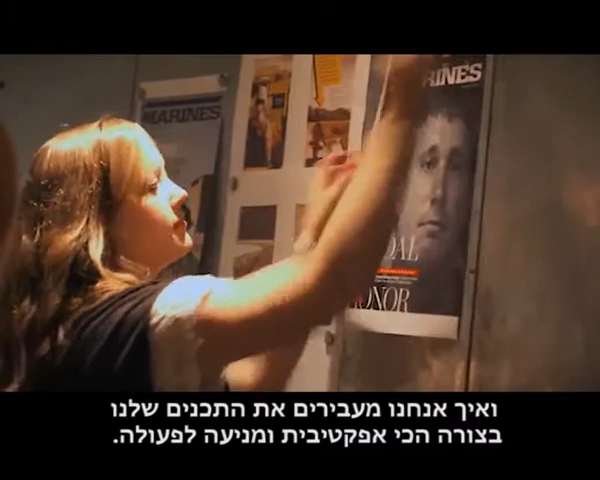 MARINES
RINES
DAL
ONOR
ואיך אנחנו מעבירים את התכנים שלנו
בצורה הכי אפקטיבית ומניעה לפעולה.